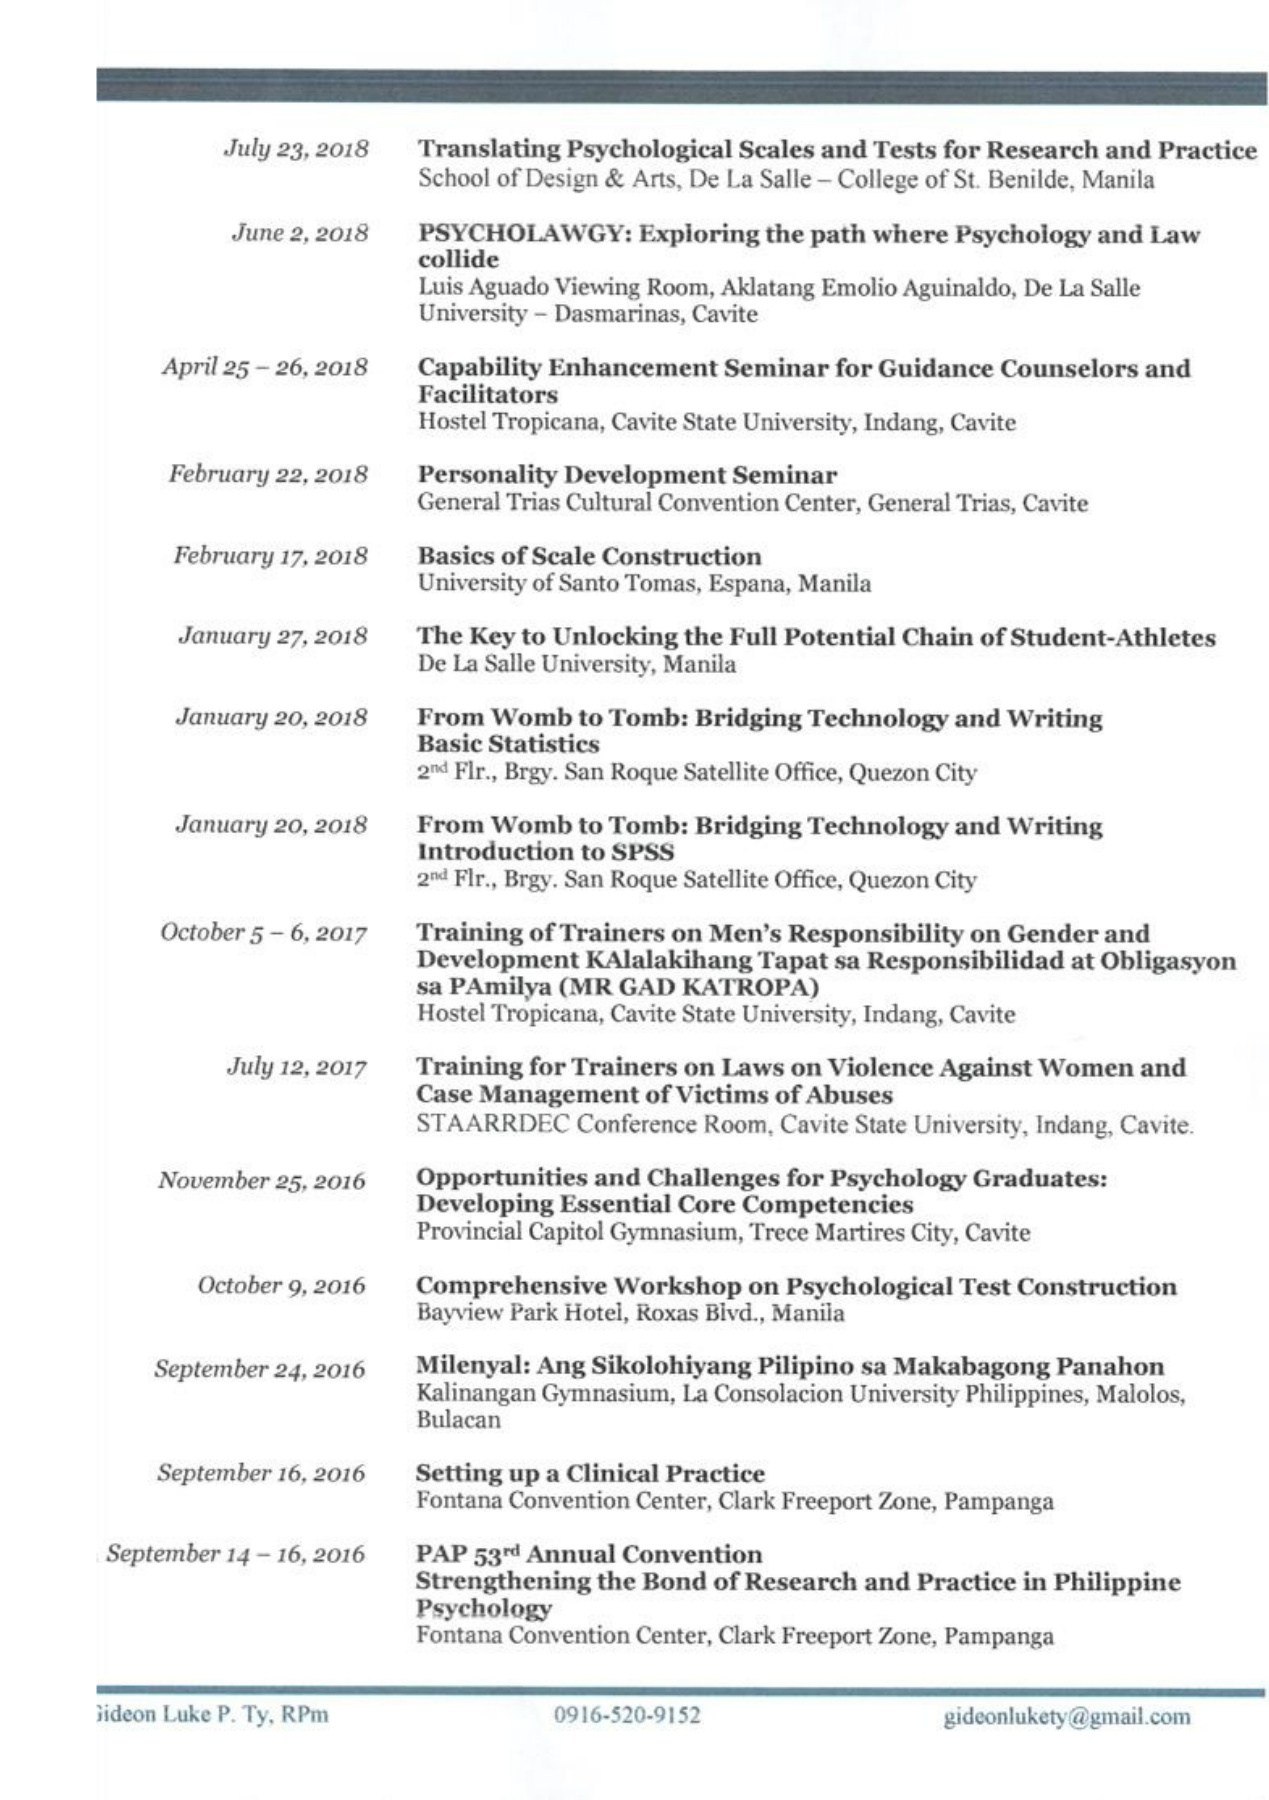 July 23, 2018 Translating Psychological Scales and Tests for Research and Practice
School of Design & Arts, De La Salle – College of St. Benilde, Manila
June 2, 2018 PSYCHOLAWGY: Exploring the path where Psychology and Law
collide
Luis Aguado Viewing Room, Aklatang Emolio Aguinaldo, De La Salle
University – Dasmarinas, Cavite
April 25 – 26, 2018 Capability Enhancement Seminar for Guidance Counselors and
Facilitators
Hostel Tropicana, Cavite State University, Indang, Cavite
February 22, 2018 Personality Development Seminar
General Trias Cultural Convention Center, General Trias, Cavite
February 17, 2018 Basics of Scale Construction
University of Santo Tomas, Espana, Manila
January 27, 2018 The Key to Unlocking the Full Potential Chain of Student-Athletes
De La Salle University, Manila
January 20, 2018 From Womb to Tomb: Bridging Technology and Writing
Basic Statistics
2nd Flr., Brgy. San Roque Satellite Office, Quezon City
January 20, 2018 From Womb to Tomb: Bridging Technology and Writing
Introduction to SPSS
2nd Flr., Brgy. San Roque Satellite Office, Quezon City
October 5 – 6, 2017 Training of Trainers on Men's Responsibility on Gender and
Development KAlalakihang Tapat sa Responsibilidad at Obligasyon
sa PAmilya (MR GAD KATROPA)
Hostel Tropicana, Cavite State University, Indang, Cavite
July 12, 2017 Training for Trainers on Laws on Violence Against Women and
Case Management of Victims of Abuses
STAARRDEC Conference Room, Cavite State University, Indang, Cavite.
November 25, 2016 Opportunities and Challenges for Psychology Graduates:
Developing Essential Core Competencies
Provincial Capitol Gymnasium, Trece Martires City, Cavite
October 9, 2016 Comprehensive Workshop on Psychological Test Construction
Bayview Park Hotel, Roxas Blvd., Manila
September 24, 2016 Milenyal: Ang Sikolohiyang Pilipino sa Makabagong Panahon
Kalinangan Gymnasium, La Consolacion University Philippines, Malolos,
Bulacan
September 16, 2016 Setting up a Clinical Practice
Fontana Convention Center, Clark Freeport Zone, Pampanga
September 14 – 16, 2016 PAP 53rd Annual Convention
Strengthening the Bond of Research and Practice in Philippine
Psychology
Fontana Convention Center, Clark Freeport Zone, Pampanga
Gideon Luke P. Ty, RPm 0916-520-9152 gideonlukety@gmail.com